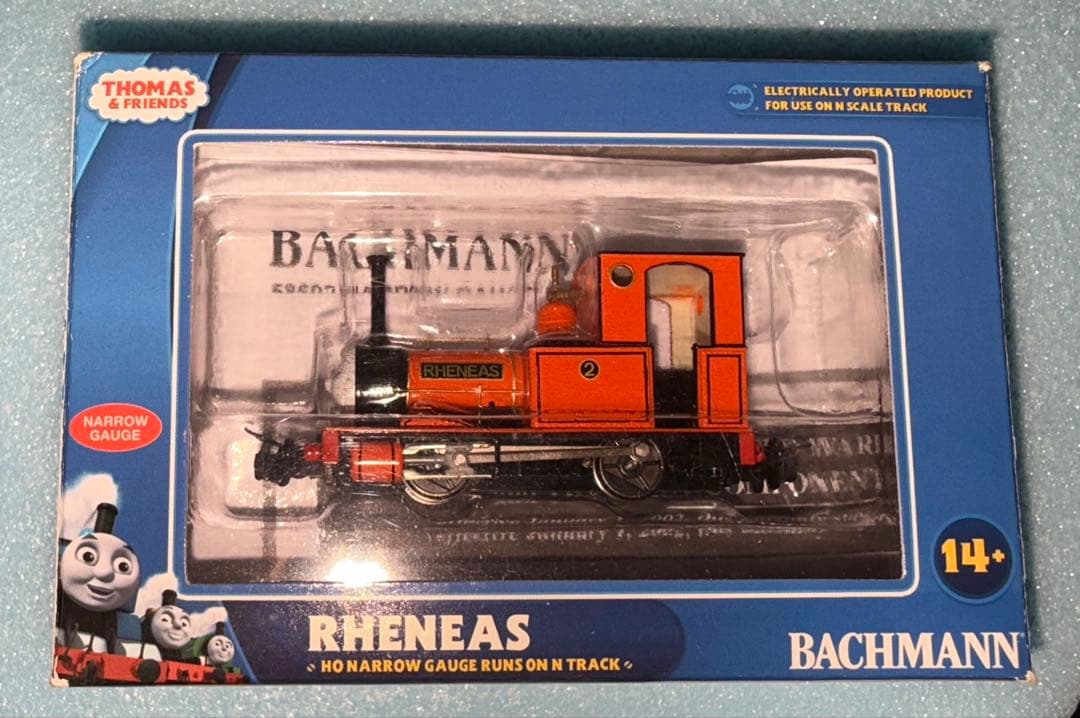 THOMAS
& FRIENDS
ELECTRICALLY OPERATED PRODUCT
FOR USE ON N SCALE TRACK
BACHMANN
RHENEAS
2
NARROW
GAUGE
14+
RHENEAS
HO NARROW GAUGE RUNS ON N TRACK
BACHMANN